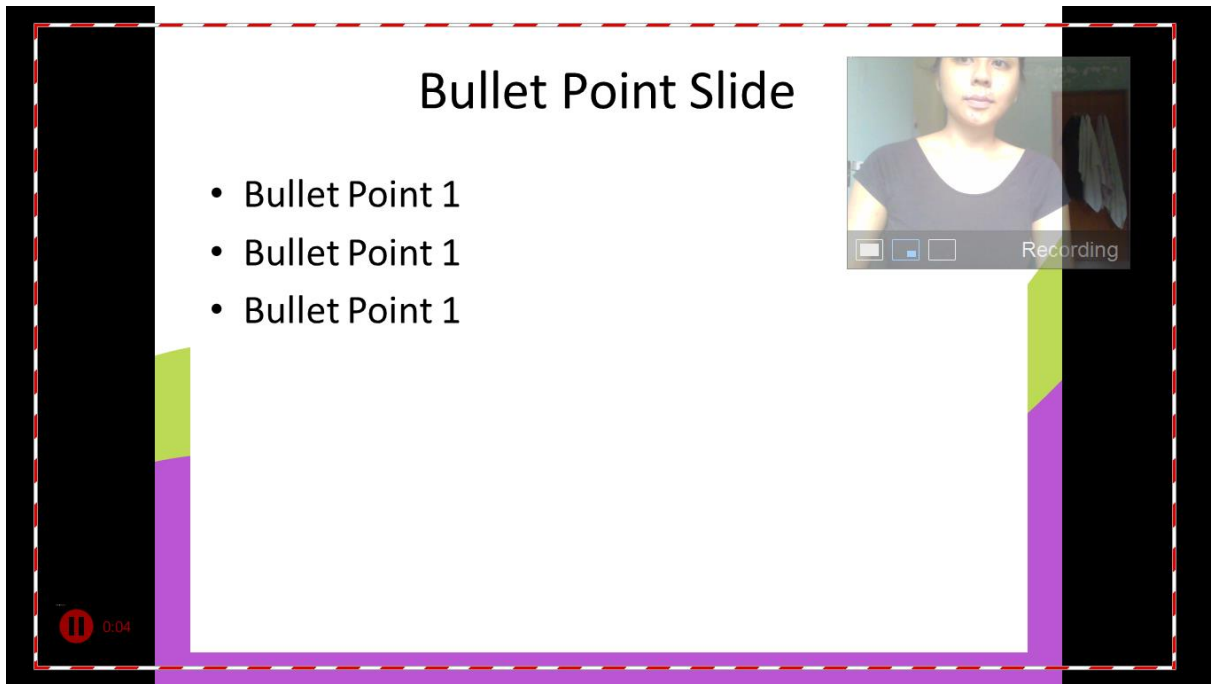 Bullet Point Slide
• Bullet Point 1
• Bullet Point 1
• Bullet Point 1
Recording
0:04